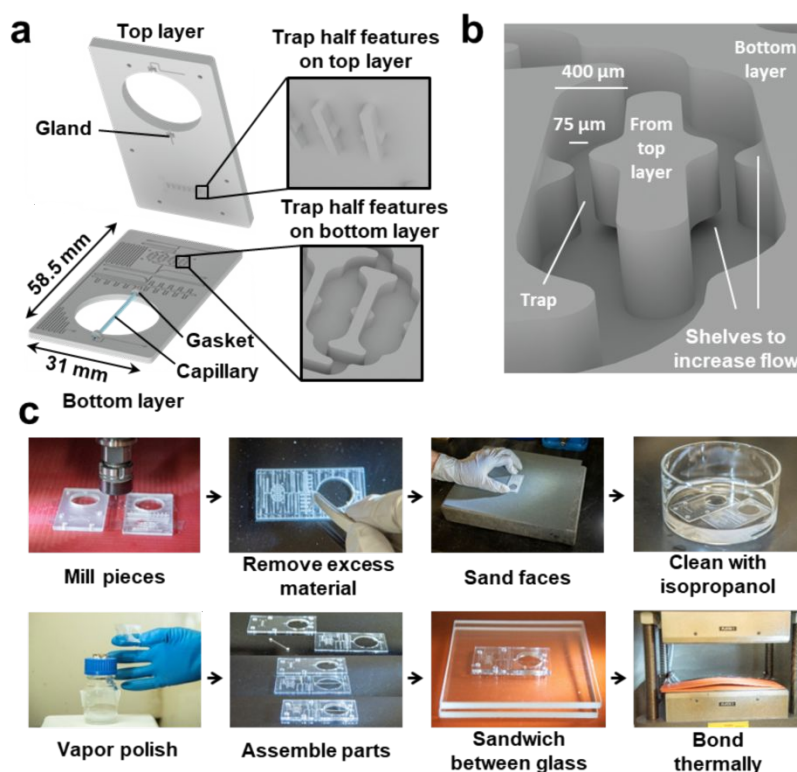 a
Top layer
Trap half features
on top layer
Gland
Trap half features
on bottom layer
58.5 mm
Gasket
Capillary
31 mm
Bottom layer
b
Bottom
layer
400 µm
75 µm
From
top
layer
Trap
Shelves to
increase flow
c
Mill pieces
Remove excess
material
Sand faces
Clean with
isopropanol
Vapor polish
Assemble parts
Sandwich
between glass
Bond
thermally